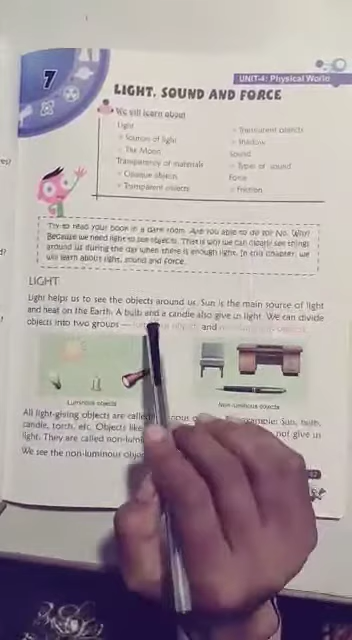 UNIT-4: Physical World
7
LIGHT, SOUND AND FORCE
We will learn about
Light
» Sources of light
» The Moon
Transparency of materials
» Opaque objects
» Transparent objects
» Translucent objects
» Shadow
Sound
» Types of sound
Force
» Friction
Try to read your book in a dark room. Are you able to do so? No. Why?
Because we need light to see objects. That is why we can clearly see things
around us during the day when there is enough light. In this chapter, we
will learn about light, sound and force.
LIGHT
Light helps us to see the objects around us. Sun is the main source of light
and heat on the Earth. A bulb and a candle also give us light. We can divide
objects into two groups — and
Luminous objects
Non-luminous objects
All light-giving objects are called example: Sun, bulb,
candle, torch, etc. Objects like not give us
light. They are called
We see the non-luminous